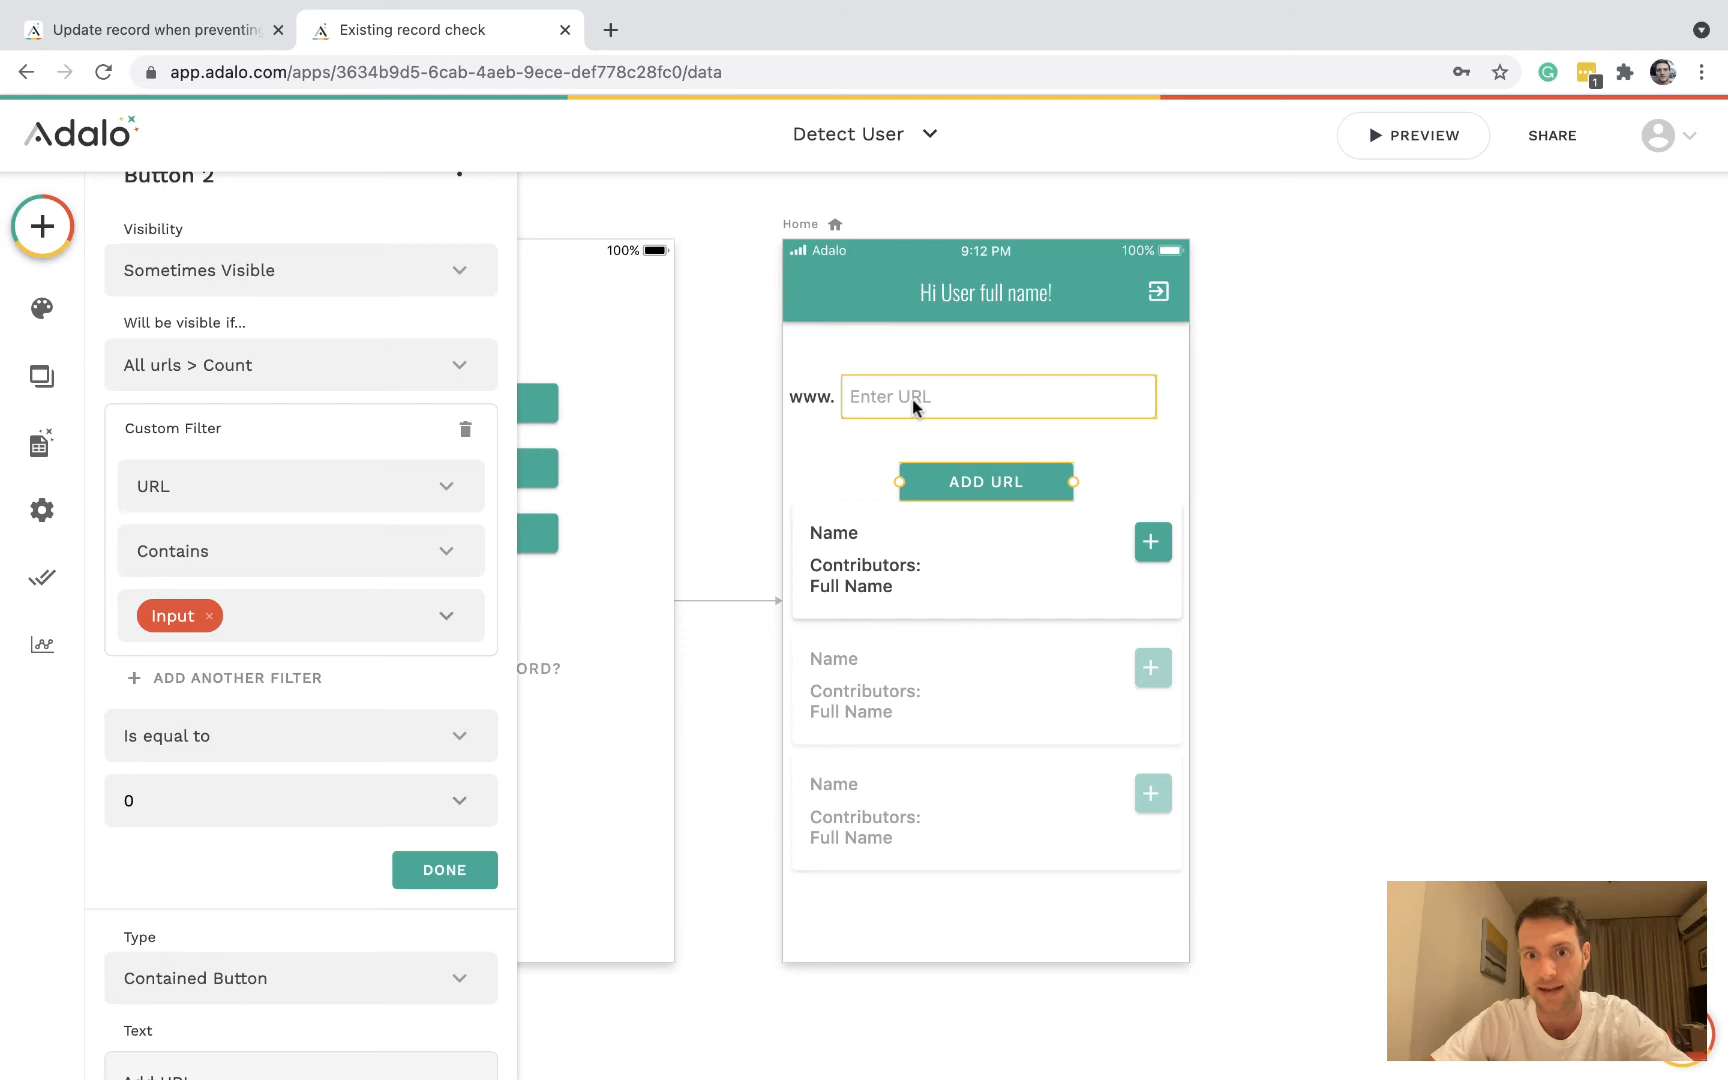 Update record when preventing
Existing record check
app.adalo.com/apps/3634b9d5-6cab-4aeb-9ece-def778c28fc0/data
1
Adalo
Detect User
PREVIEW
SHARE
Button 2
Visibility
Sometimes Visible
Will be visible if...
All urls > Count
Custom Filter
URL
Contains
Input ×
+ ADD ANOTHER FILTER
Is equal to
0
DONE
Type
Contained Button
Text
Add URL
100%
ORD?
Home
Adalo 9:12 PM 100%
Hi User full name!
www. Enter URL
ADD URL
Name
Contributors:
Full Name
Name
Contributors:
Full Name
Name
Contributors:
Full Name